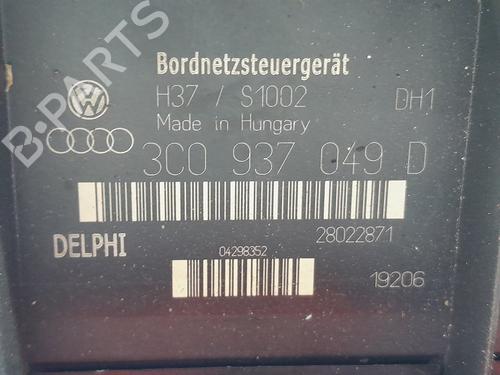 Bordnetzsteuergerät
H37 / S1002 DH1
Made in Hungary
3C0 937 049 D
DELPHI 28022871
04298352
19206
B-PARTS